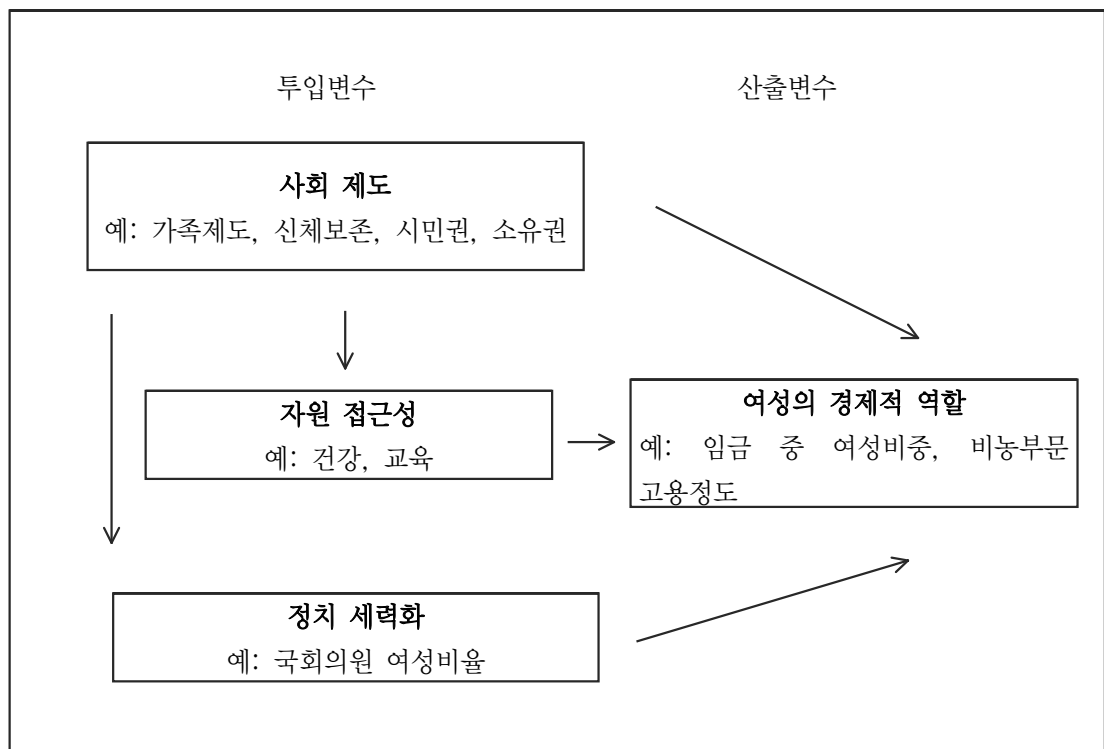 투입변수
산출변수
사회 제도
예: 가족제도, 신체보존, 시민권, 소유권
자원 접근성
예: 건강, 교육
여성의 경제적 역할
예: 임금 중 여성비중, 비농부문
고용정도
정치 세력화
예: 국회의원 여성비율